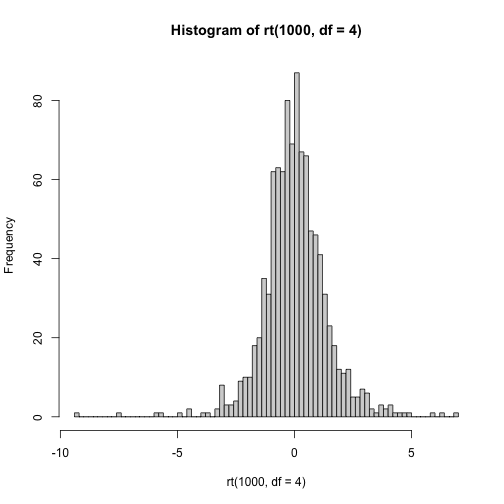 Histogram of rt(1000, df = 4)
Frequency
80
60
40
20
0
-10 -5 0 5
rt(1000, df = 4)